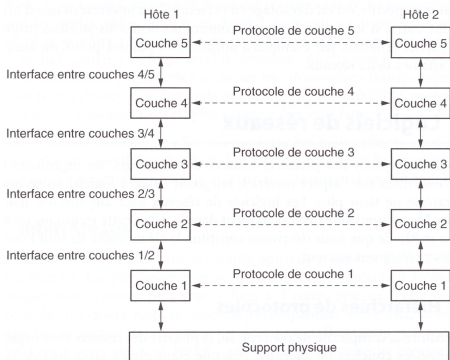 Hôte 1 Hôte 2
Couche 5 Protocole de couche 5 Couche 5
Interface entre couches 4/5
Couche 4 Protocole de couche 4 Couche 4
Interface entre couches 3/4
Couche 3 Protocole de couche 3 Couche 3
Interface entre couches 2/3
Couche 2 Protocole de couche 2 Couche 2
Interface entre couches 1/2
Couche 1 Protocole de couche 1 Couche 1
Support physique